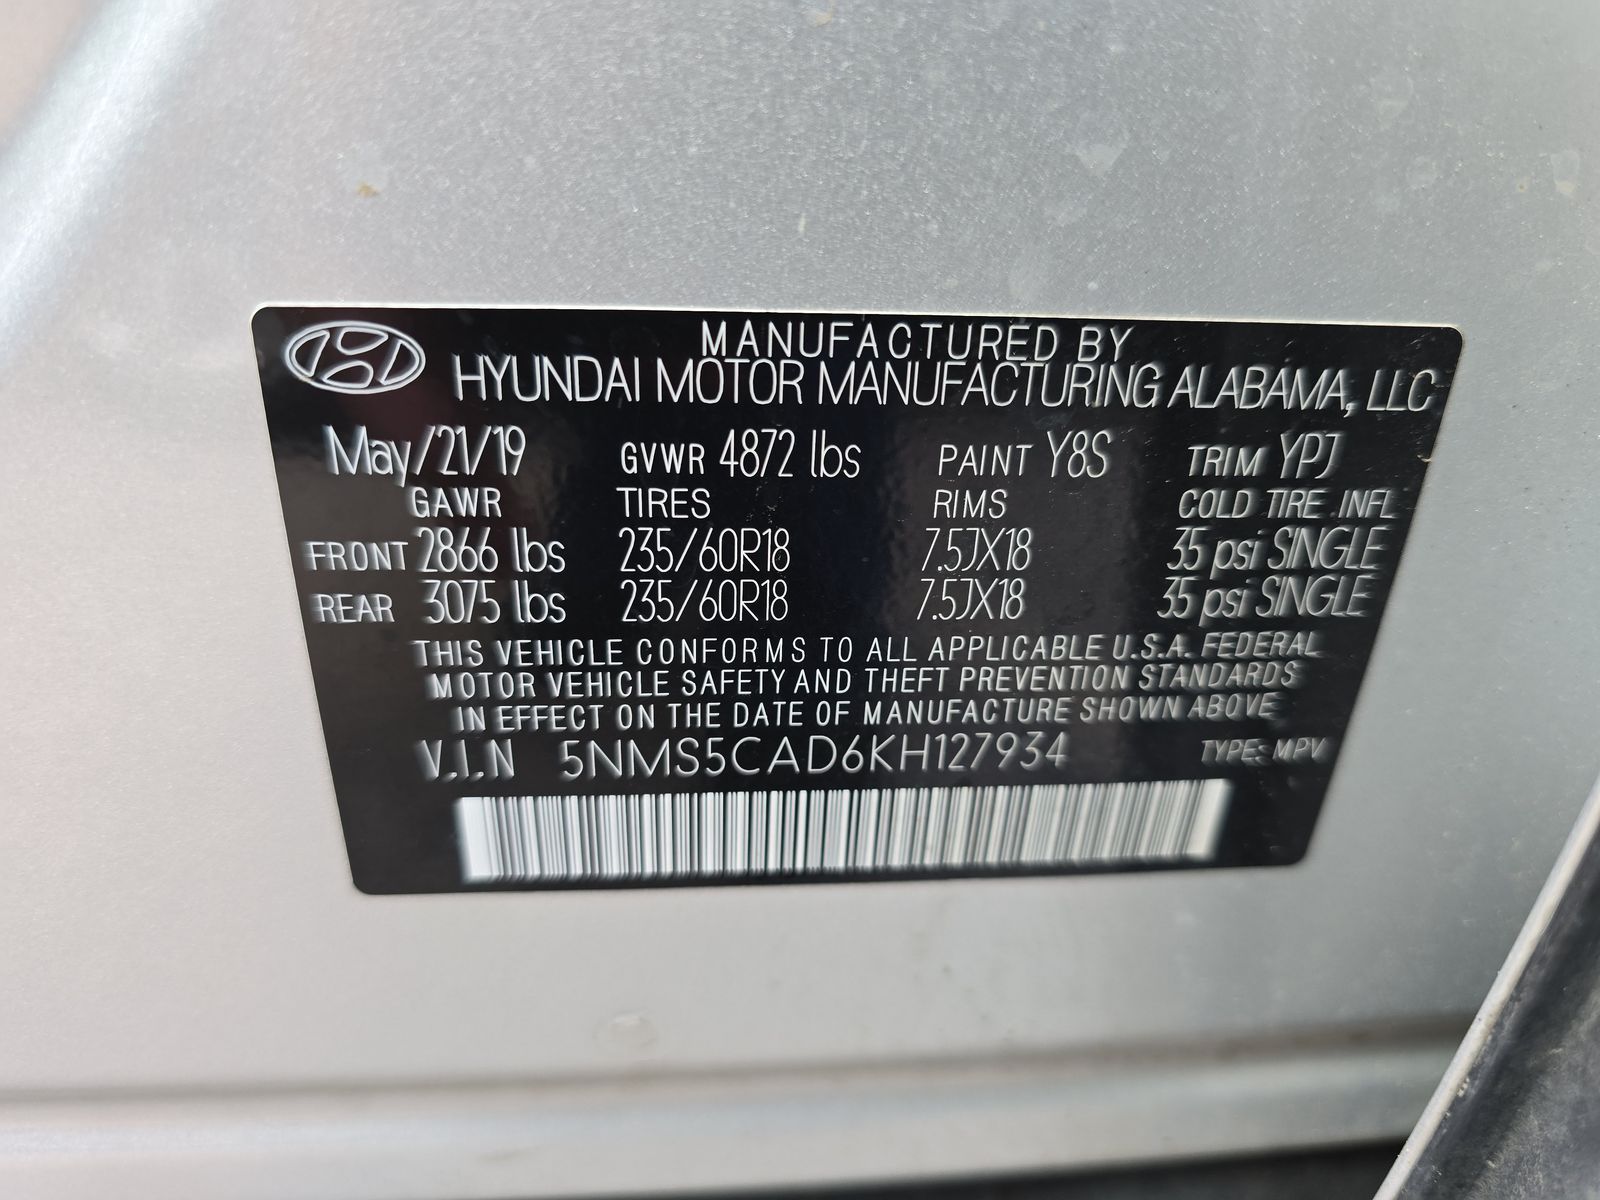 MANUFACTURED BY
HYUNDAI MOTOR MANUFACTURING ALABAMA, LLC
May/21/19 GVWR 4872 lbs PAINT Y8S TRIM YPJ
GAWR TIRES RIMS COLD TIRE INFL
FRONT 2866 lbs 235/60R18 7.5JX18 35 psi SINGLE
REAR 3075 lbs 235/60R18 7.5JX18 35 psi SINGLE
THIS VEHICLE CONFORMS TO ALL APPLICABLE U.S.A. FEDERAL
MOTOR VEHICLE SAFETY AND THEFT PREVENTION STANDARDS
IN EFFECT ON THE DATE OF MANUFACTURE SHOWN ABOVE
V.I.N 5NMS5CAD6KH127934 TYPE: MPV